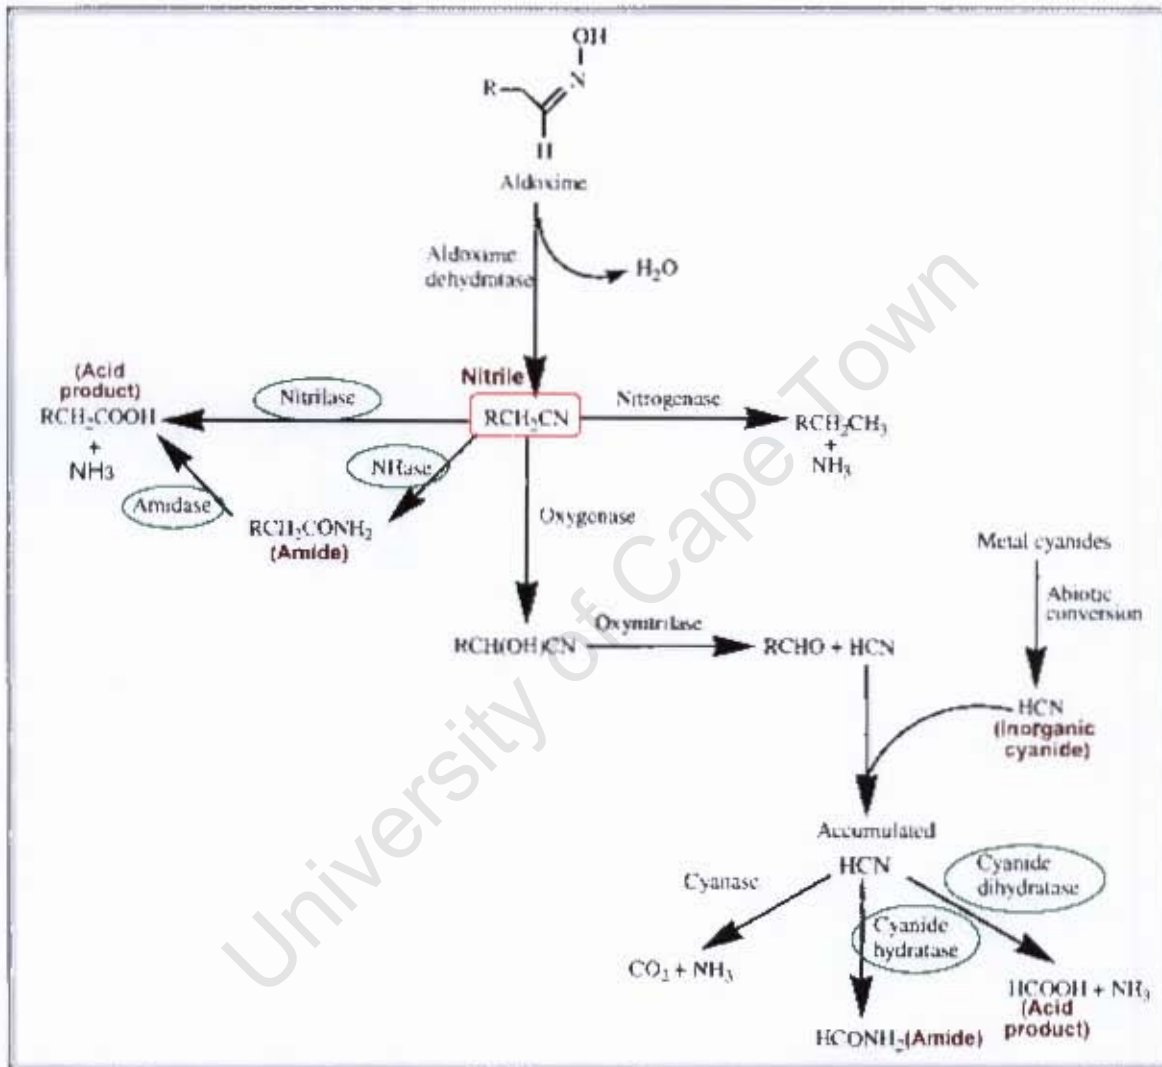 OH
N
R
H
Aldoxime
Aldoxime
dehydratase
H2O
(Acid
product)
RCH2COOH
+
NH3
Nitrilase
Nitrile
RCH2CN
Nitrogenase
RCH2CH3
+
NH3
NHase
Amidase
RCH2CONH2
(Amide)
Oxygenase
Metal cyanides
Abiotic
conversion
RCH(OH)CN
Oxynitrilase
RCHO + HCN
HCN
(Inorganic
cyanide)
Accumulated
HCN
Cyanase
Cyanide
dihydratase
Cyanide
hydratase
CO2 + NH3
HCOOH + NH3
(Acid
product)
HCONH2(Amide)
University of Cape Town